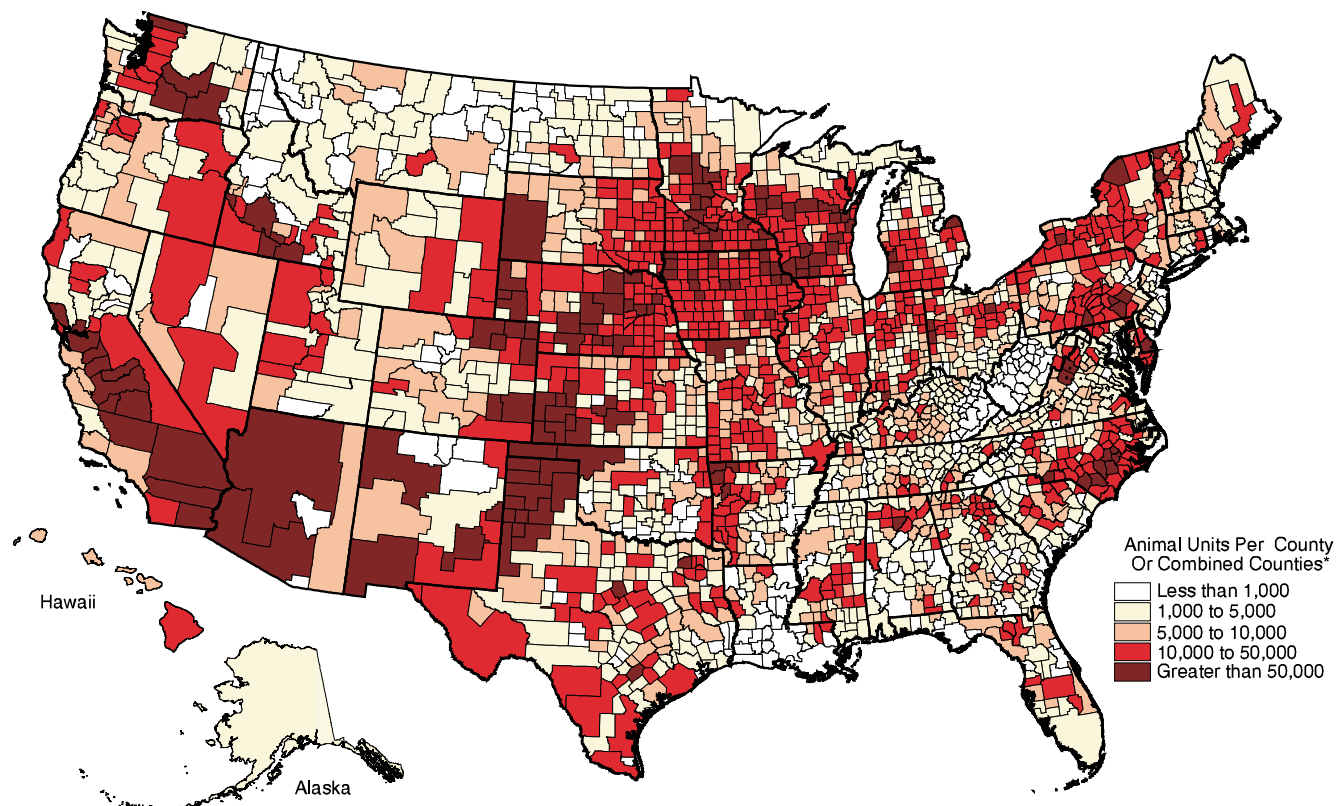 Animal Units Per County
Or Combined Counties*
Less than 1,000
1,000 to 5,000
5,000 to 10,000
10,000 to 50,000
Greater than 50,000
Hawaii
Alaska